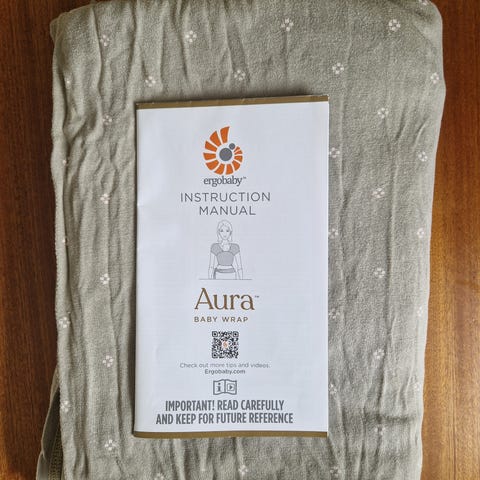 ergobaby™
INSTRUCTION
MANUAL
Aura™
BABY WRAP
Check out more tips and videos.
Ergobaby.com
IMPORTANT! READ CAREFULLY
AND KEEP FOR FUTURE REFERENCE